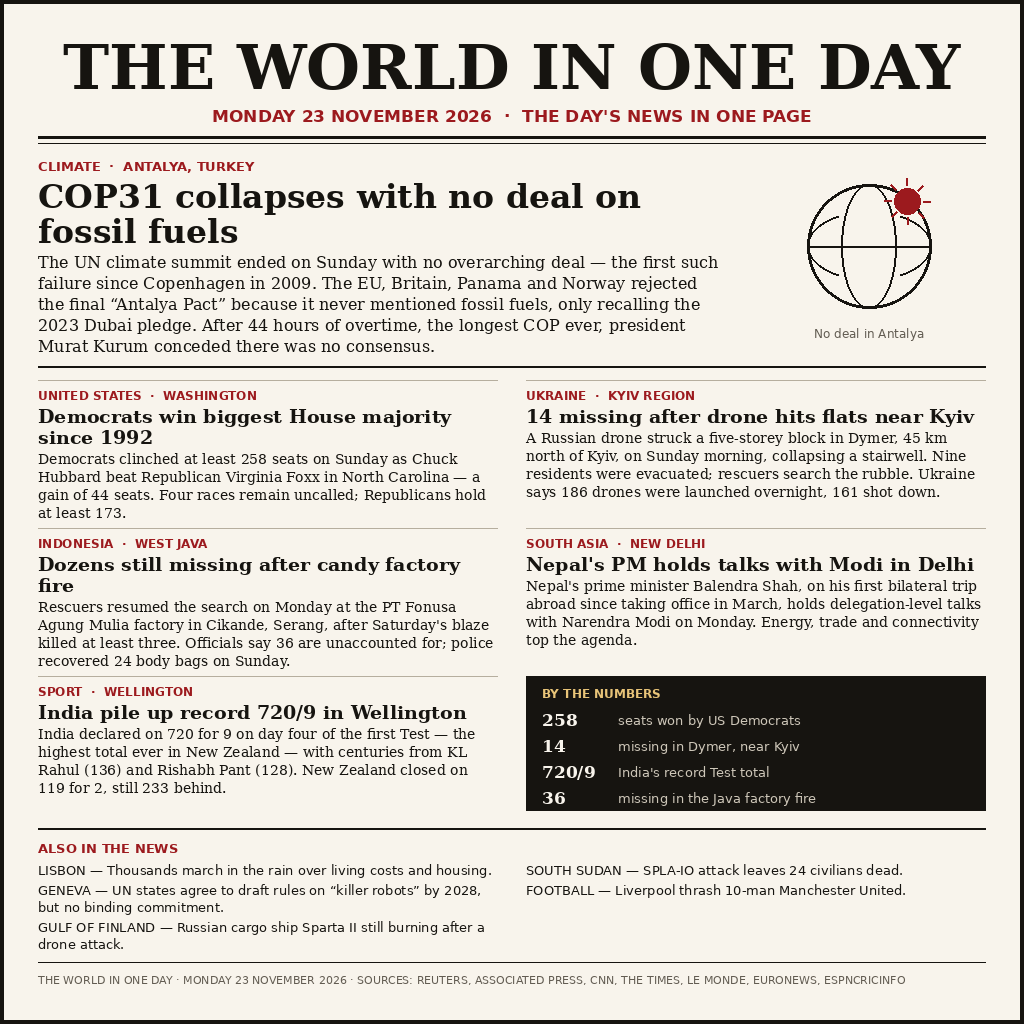 THE WORLD IN ONE DAY
MONDAY 23 NOVEMBER 2026 · THE DAY'S NEWS IN ONE PAGE
CLIMATE · ANTALYA, TURKEY
COP31 collapses with no deal on
fossil fuels
The UN climate summit ended on Sunday with no overarching deal — the first such
failure since Copenhagen in 2009. The EU, Britain, Panama and Norway rejected
the final “Antalya Pact” because it never mentioned fossil fuels, only recalling the
2023 Dubai pledge. After 44 hours of overtime, the longest COP ever, president
Murat Kurum conceded there was no consensus.
No deal in Antalya
UNITED STATES · WASHINGTON
Democrats win biggest House majority
since 1992
Democrats clinched at least 258 seats on Sunday as Chuck
Hubbard beat Republican Virginia Foxx in North Carolina — a
gain of 44 seats. Four races remain uncalled; Republicans hold
at least 173.
UKRAINE · KYIV REGION
14 missing after drone hits flats near Kyiv
A Russian drone struck a five-storey block in Dymer, 45 km
north of Kyiv, on Sunday morning, collapsing a stairwell. Nine
residents were evacuated; rescuers search the rubble. Ukraine
says 186 drones were launched overnight, 161 shot down.
INDONESIA · WEST JAVA
Dozens still missing after candy factory
fire
Rescuers resumed the search on Monday at the PT Fonusa
Agung Mulia factory in Cikande, Serang, after Saturday's blaze
killed at least three. Officials say 36 are unaccounted for; police
recovered 24 body bags on Sunday.
SOUTH ASIA · NEW DELHI
Nepal's PM holds talks with Modi in Delhi
Nepal's prime minister Balendra Shah, on his first bilateral trip
abroad since taking office in March, holds delegation-level talks
with Narendra Modi on Monday. Energy, trade and connectivity
top the agenda.
SPORT · WELLINGTON
India pile up record 720/9 in Wellington
India declared on 720 for 9 on day four of the first Test — the
highest total ever in New Zealand — with centuries from KL
Rahul (136) and Rishabh Pant (128). New Zealand closed on
119 for 2, still 233 behind.
BY THE NUMBERS
258 seats won by US Democrats
14 missing in Dymer, near Kyiv
720/9 India's record Test total
36 missing in the Java factory fire
ALSO IN THE NEWS
LISBON — Thousands march in the rain over living costs and housing.
GENEVA — UN states agree to draft rules on “killer robots” by 2028,
but no binding commitment.
GULF OF FINLAND — Russian cargo ship Sparta II still burning after a
drone attack.
SOUTH SUDAN — SPLA-IO attack leaves 24 civilians dead.
FOOTBALL — Liverpool thrash 10-man Manchester United.
THE WORLD IN ONE DAY · MONDAY 23 NOVEMBER 2026 · SOURCES: REUTERS, ASSOCIATED PRESS, CNN, THE TIMES, LE MONDE, EURONEWS, ESPNCRICINFO